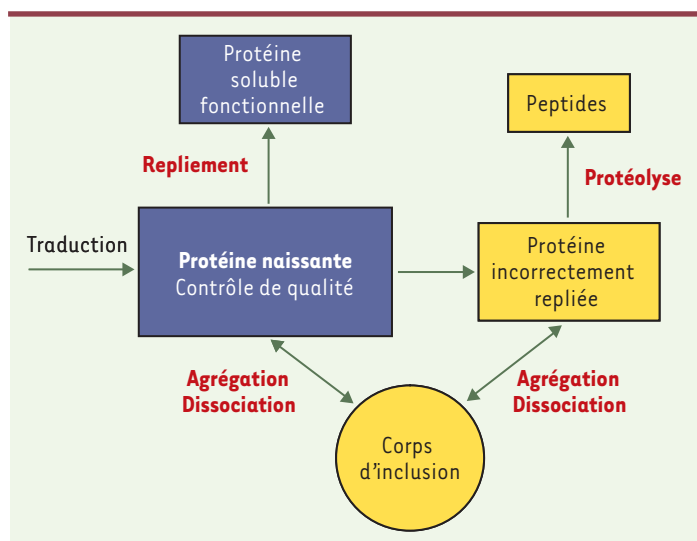 Protéine
soluble
fonctionnelle
Peptides
Repliement
Protéolyse
Traduction
Protéine naissante
Contrôle de qualité
Protéine
incorrectement
repliée
Agrégation
Dissociation
Agrégation
Dissociation
Corps
d’inclusion